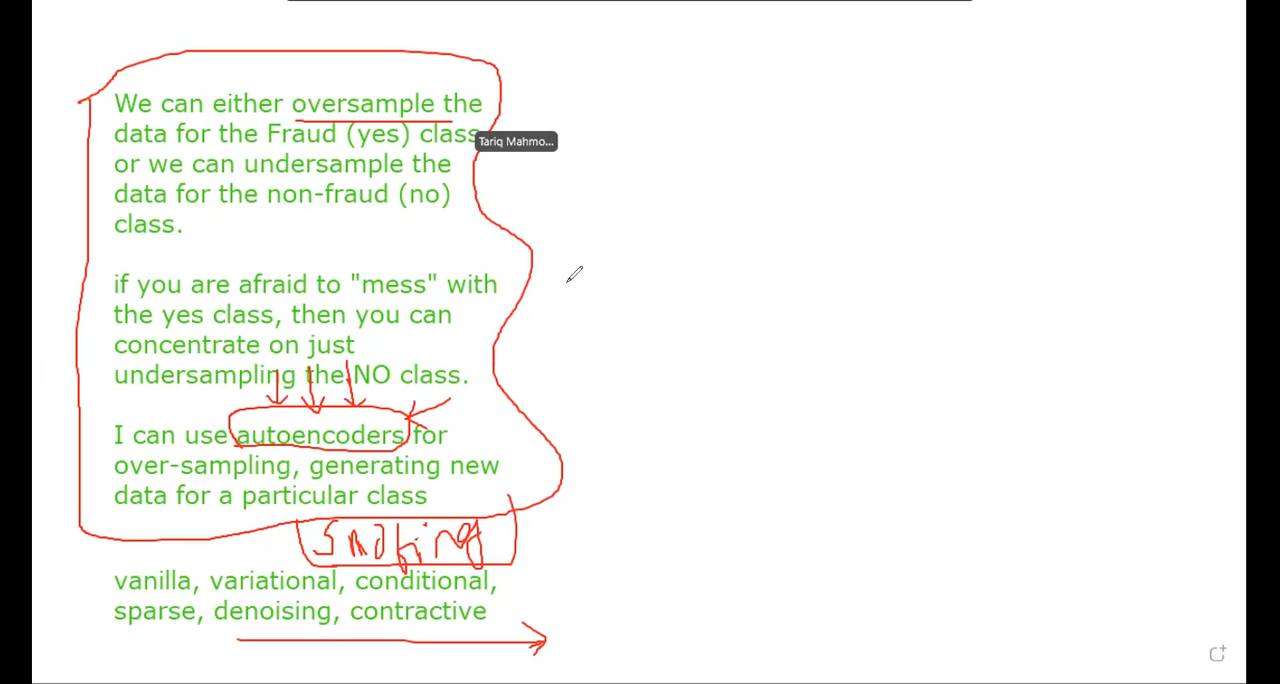 We can either oversample the
data for the Fraud (yes) class
Tariq Mahmo...
or we can undersample the
data for the non-fraud (no)
class.
if you are afraid to "mess" with
the yes class, then you can
concentrate on just
undersampling the NO class.
I can use autoencoders for
over-sampling, generating new
data for a particular class
vanilla, variational, conditional,
sparse, denoising, contractive